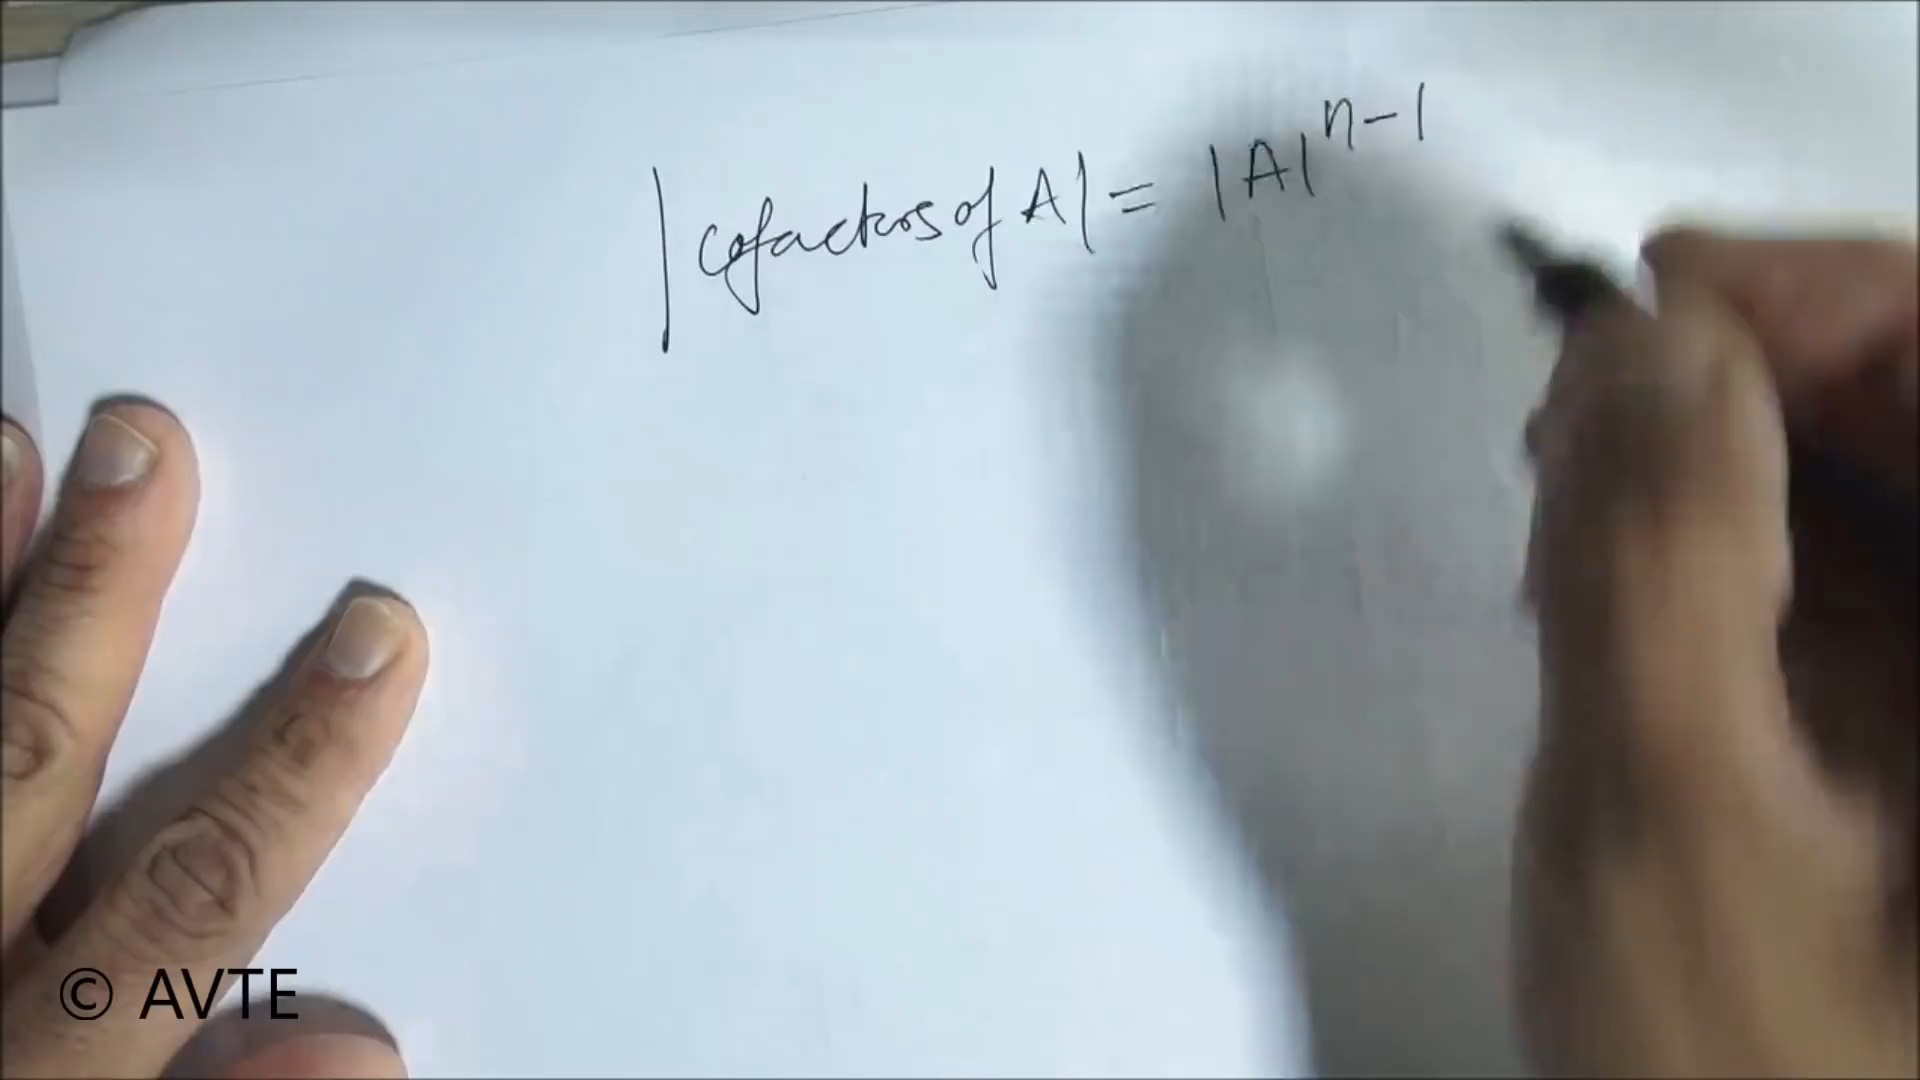 |cofactors of A| = |A|^{n-1}
© AVTE